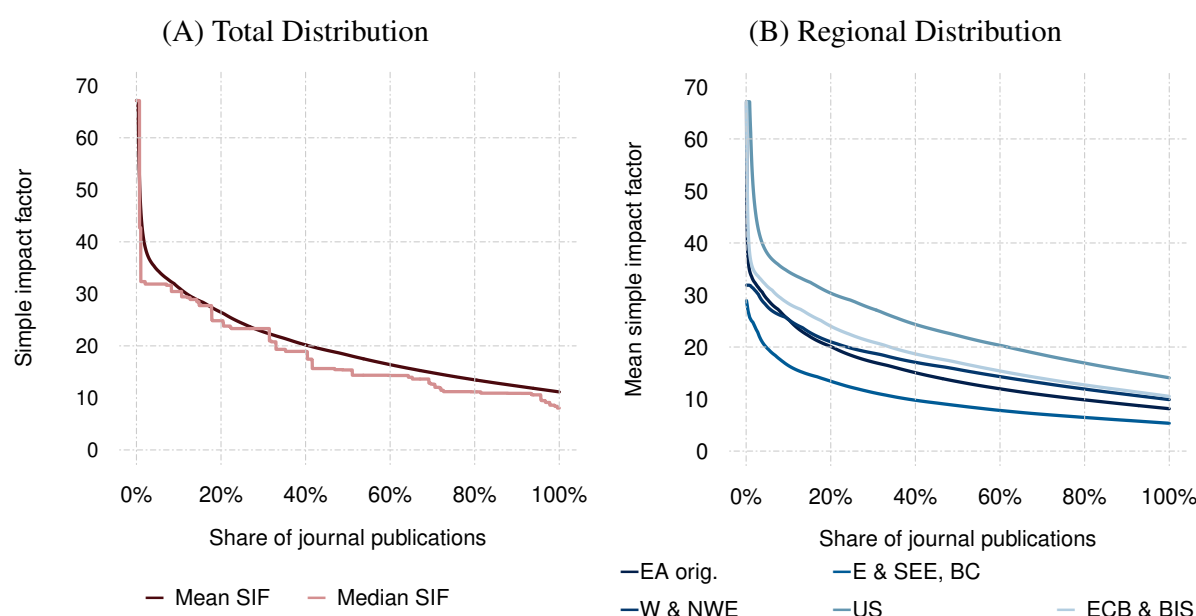 (A) Total Distribution
70
60
50
40
30
20
10
0
Simple impact factor
0% 20% 40% 60% 80% 100%
Share of journal publications
Mean SIF Median SIF
(B) Regional Distribution
70
60
50
40
30
20
10
0
Mean simple impact factor
0% 20% 40% 60% 80% 100%
Share of journal publications
EA orig. E & SEE, BC
W & NWE US ECB & BIS